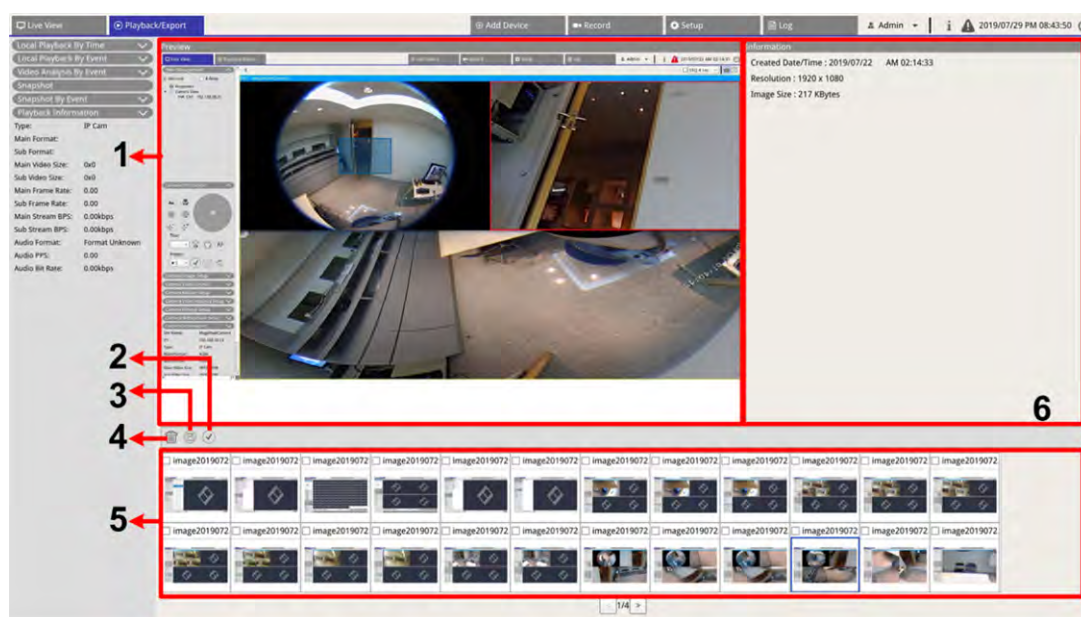 Live View
Playback/Export
Add Device
Record
Setup
Log
Admin
i
2019/07/29 PM 08:43:50
Local Playback By Time
Local Playback By Event
Video Analysis By Event
Snapshot
Snapshot By Event
Playback Information
Type: IP Cam
Main Format:
Sub Format:
Main Video Size: 0x0
Sub Video Size: 0x0
Main Frame Rate: 0.00
Sub Frame Rate: 0.00
Main Stream BPS: 0.00kbps
Sub Stream BPS: 0.00kbps
Audio Format: Format Unknown
Audio PPS: 0.00
Audio Bit Rate: 0.00kbps
Preview
Information
Created Date/Time : 2019/07/22 AM 02:14:33
Resolution : 1920 x 1080
Image Size : 217 KBytes
1
2
3
4
5
6
image2019072 image2019072 image2019072 image2019072 image2019072 image2019072 image2019072 image2019072 image2019072 image2019072 image2019072 image2019072
image2019072 image2019072 image2019072 image2019072 image2019072 image2019072 image2019072 image2019072 image2019072 image2019072 image2019072 image2019072
< 1/4 >